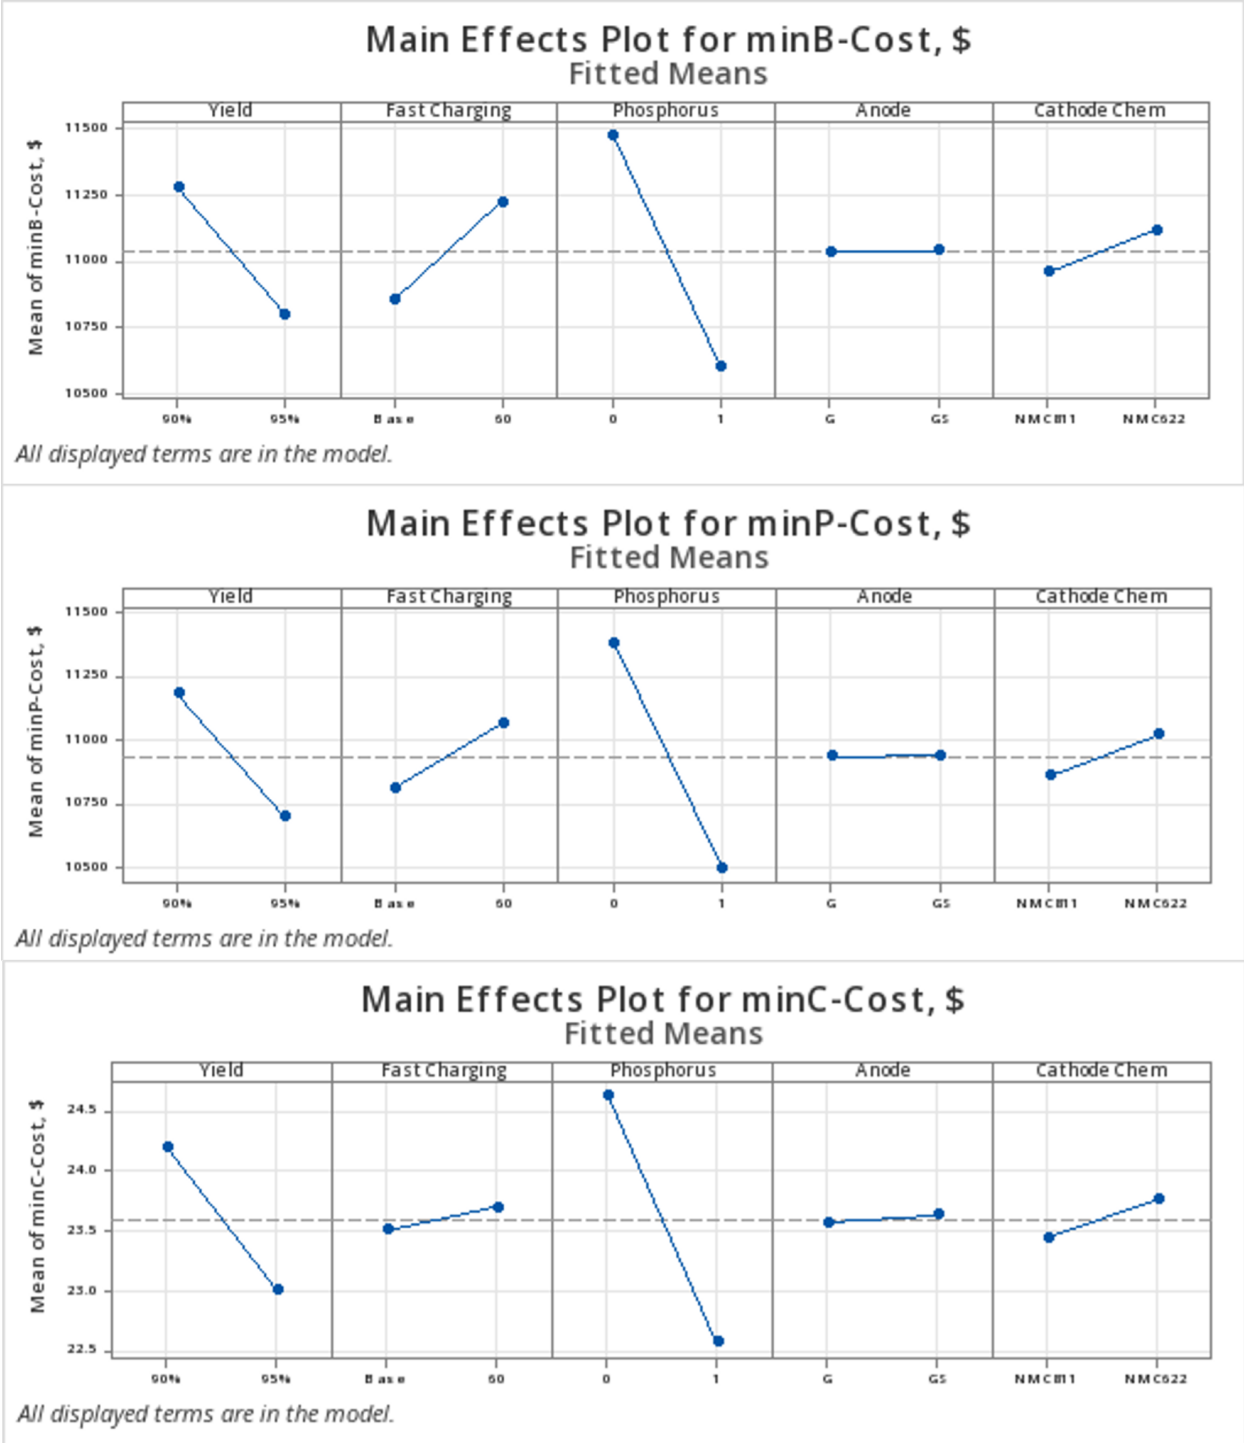 Main Effects Plot for minB-Cost, $
Fitted Means
Yield Fast Charging Phosphorus Anode Cathode Chem
Mean of minB-Cost, $
11500
11250
11000
10750
10500
90% 95% Base 60 0 1 G GS NMC811 NMC622
All displayed terms are in the model.
Main Effects Plot for minP-Cost, $
Fitted Means
Yield Fast Charging Phosphorus Anode Cathode Chem
Mean of minP-Cost, $
11500
11250
11000
10750
10500
90% 95% Base 60 0 1 G GS NMC811 NMC622
All displayed terms are in the model.
Main Effects Plot for minC-Cost, $
Fitted Means
Yield Fast Charging Phosphorus Anode Cathode Chem
Mean of minC-Cost, $
24.5
24.0
23.5
23.0
22.5
90% 95% Base 60 0 1 G GS NMC811 NMC622
All displayed terms are in the model.